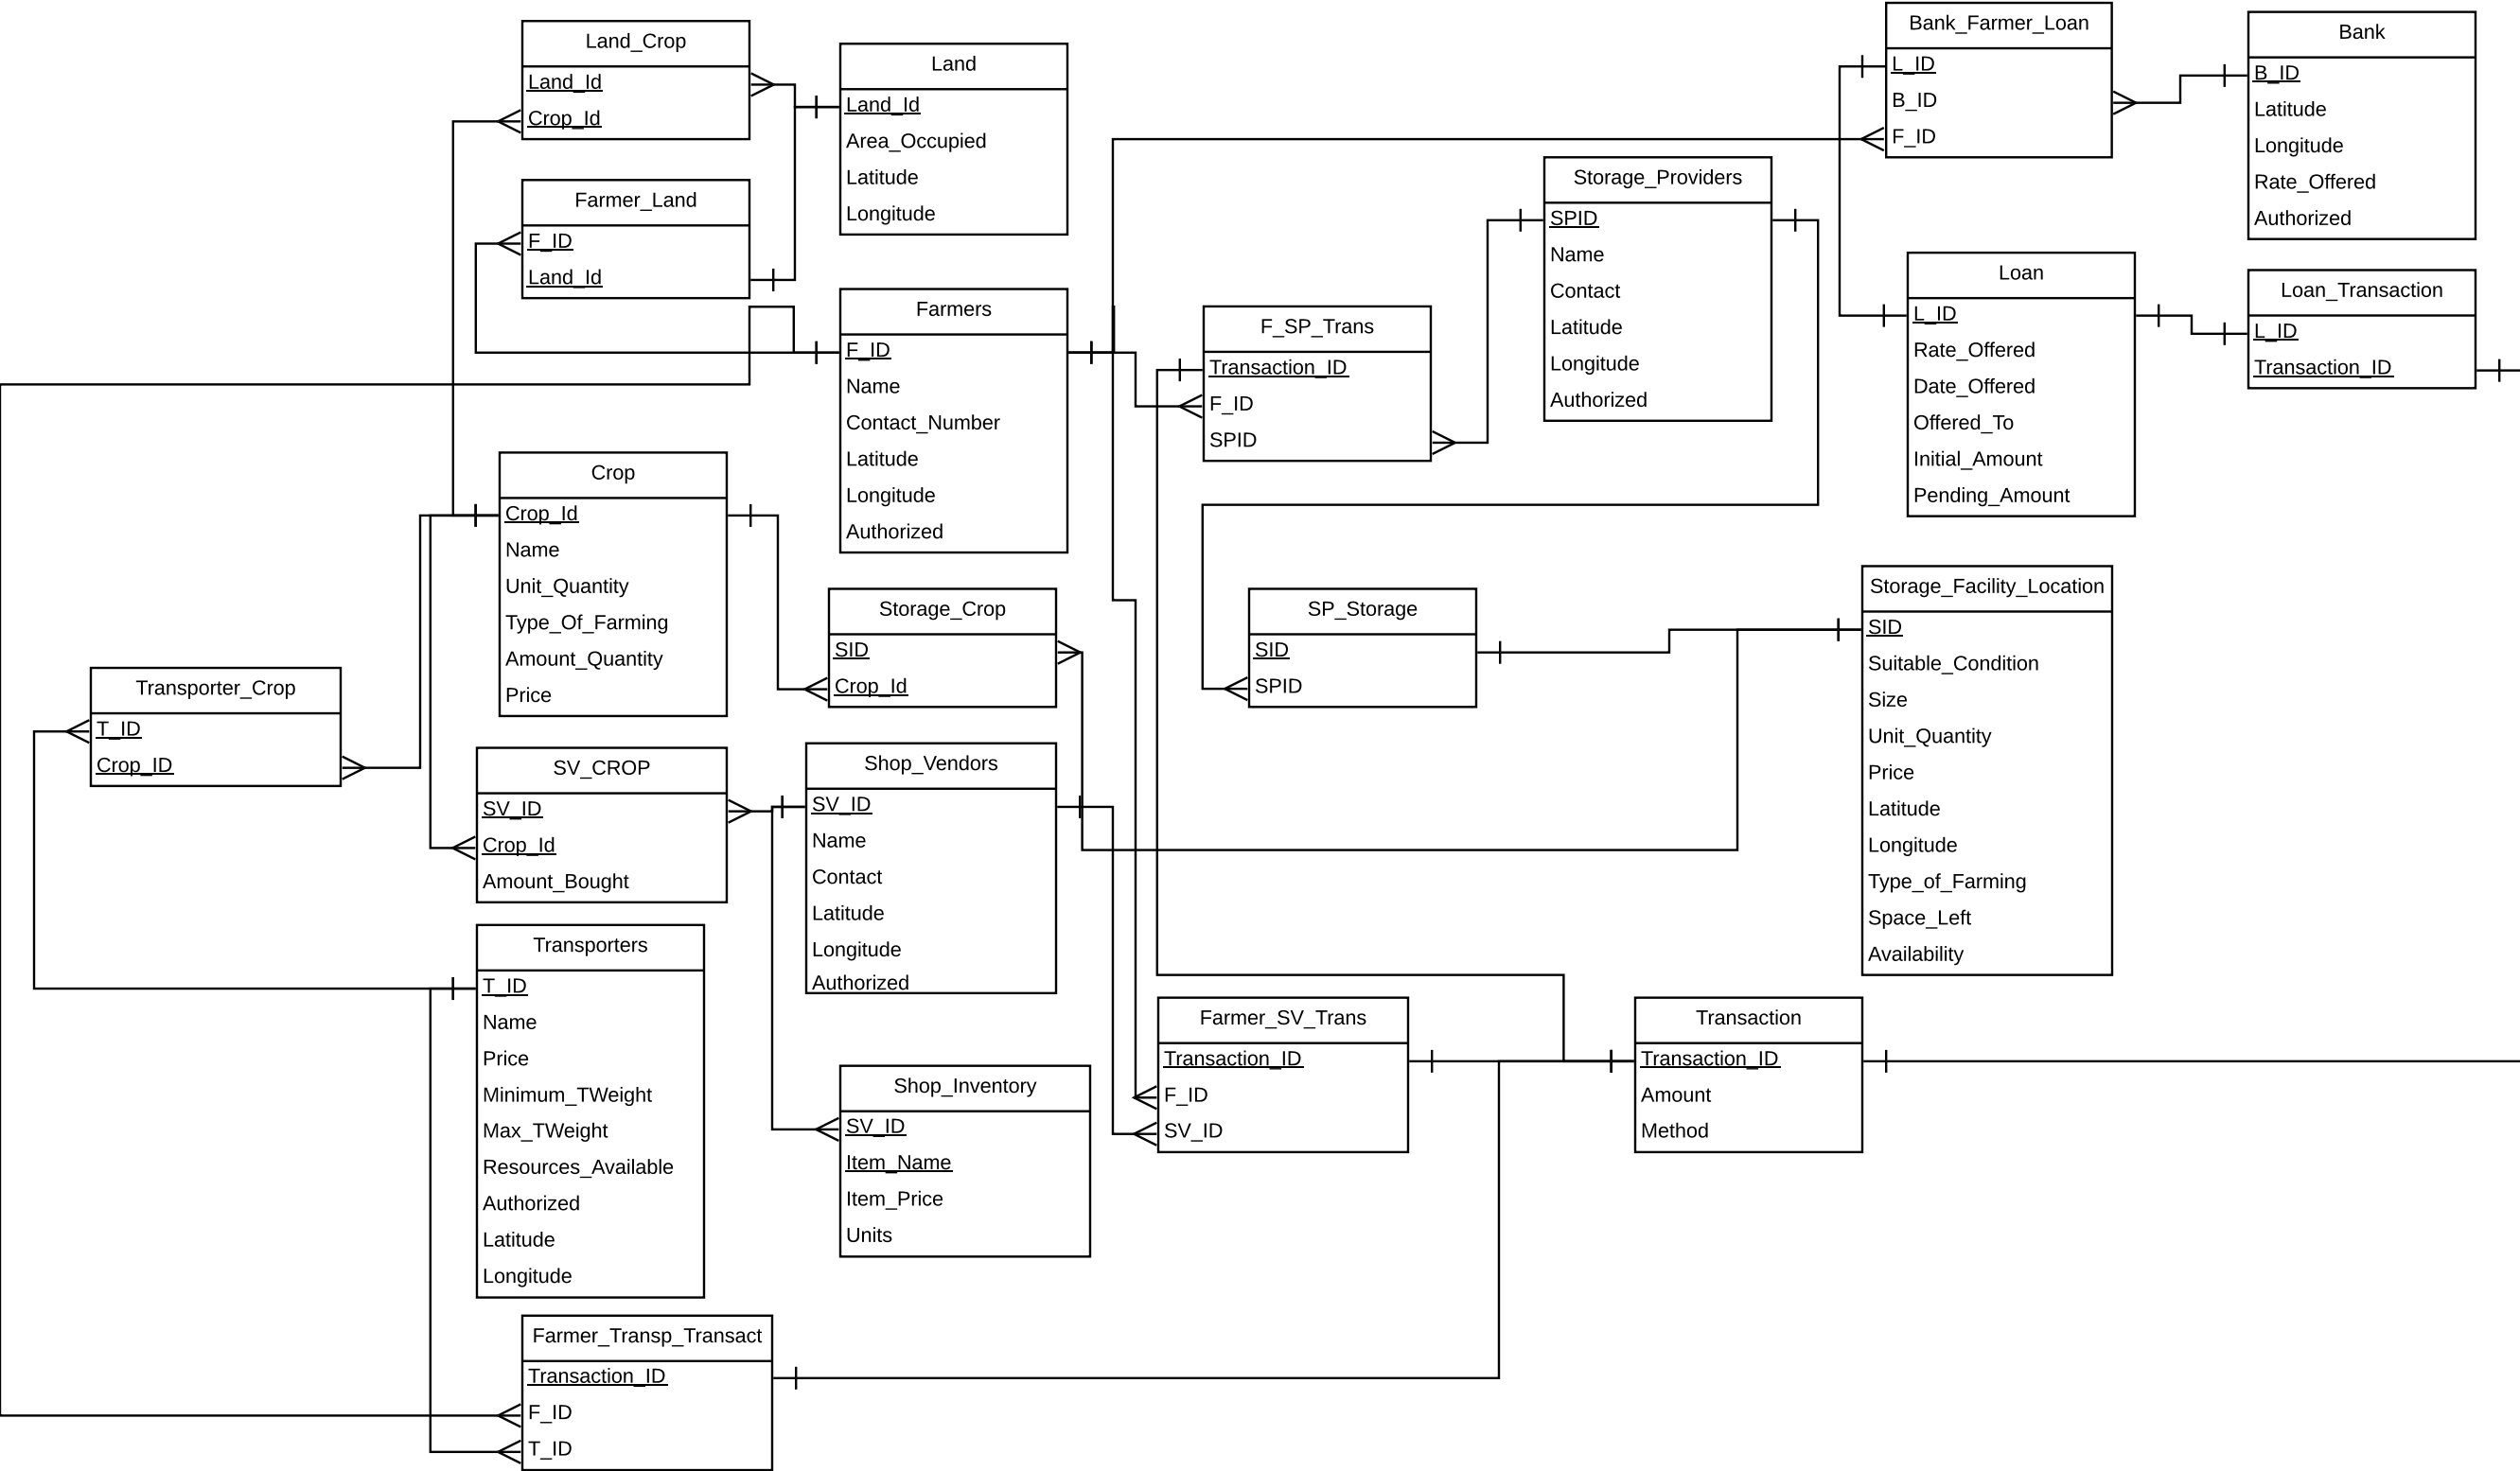 Land_Crop
Land_Id
Crop_Id
Land
Land_Id
Area_Occupied
Latitude
Longitude
Bank_Farmer_Loan
L_ID
B_ID
F_ID
Bank
B_ID
Latitude
Longitude
Rate_Offered
Authorized
Farmer_Land
F_ID
Land_Id
Storage_Providers
SPID
Name
Contact
Latitude
Longitude
Authorized
Farmers
F_ID
Name
Contact_Number
Latitude
Longitude
Authorized
F_SP_Trans
Transaction_ID
F_ID
SPID
Loan
L_ID
Rate_Offered
Date_Offered
Offered_To
Initial_Amount
Pending_Amount
Loan_Transaction
L_ID
Transaction_ID
Crop
Crop_Id
Name
Unit_Quantity
Type_Of_Farming
Amount_Quantity
Price
Storage_Crop
SID
Crop_Id
SP_Storage
SID
SPID
Storage_Facility_Location
SID
Suitable_Condition
Size
Unit_Quantity
Price
Latitude
Longitude
Type_of_Farming
Space_Left
Availability
Transporter_Crop
T_ID
Crop_ID
SV_CROP
SV_ID
Crop_Id
Amount_Bought
Shop_Vendors
SV_ID
Name
Contact
Latitude
Longitude
Authorized
Transporters
T_ID
Name
Price
Minimum_TWeight
Max_TWeight
Resources_Available
Authorized
Latitude
Longitude
Shop_Inventory
SV_ID
Item_Name
Item_Price
Units
Farmer_SV_Trans
Transaction_ID
F_ID
SV_ID
Transaction
Transaction_ID
Amount
Method
Farmer_Transp_Transact
Transaction_ID
F_ID
T_ID